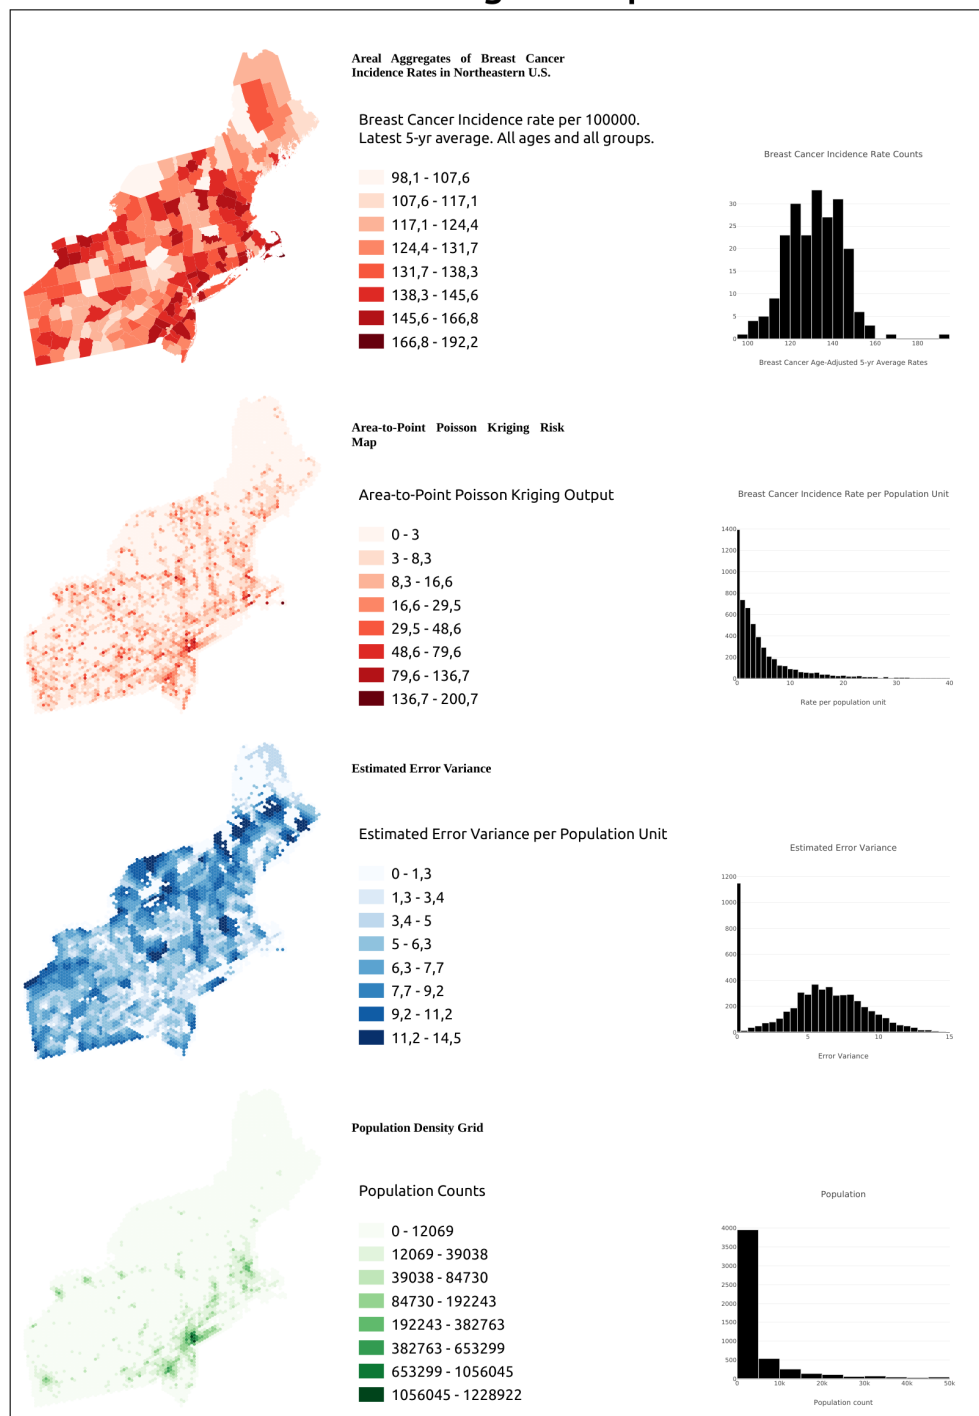 Areal Aggregates of Breast Cancer
Incidence Rates in Northeastern U.S.
Breast Cancer Incidence rate per 100000.
Latest 5-yr average. All ages and all groups.
98,1 - 107,6
107,6 - 117,1
117,1 - 124,4
124,4 - 131,7
131,7 - 138,3
138,3 - 145,6
145,6 - 166,8
166,8 - 192,2
Breast Cancer Incidence Rate Counts
30
25
20
15
10
5
0
100 120 140 160 180
Breast Cancer Age-Adjusted 5-yr Average Rates
Area-to-Point Poisson Kriging Risk
Map
Area-to-Point Poisson Kriging Output
0 - 3
3 - 8,3
8,3 - 16,6
16,6 - 29,5
29,5 - 48,6
48,6 - 79,6
79,6 - 136,7
136,7 - 200,7
Breast Cancer Incidence Rate per Population Unit
1400
1200
1000
800
600
400
200
0
0 10 20 30 40
Rate per population unit
Estimated Error Variance
Estimated Error Variance per Population Unit
0 - 1,3
1,3 - 3,4
3,4 - 5
5 - 6,3
6,3 - 7,7
7,7 - 9,2
9,2 - 11,2
11,2 - 14,5
Estimated Error Variance
1200
1000
800
600
400
200
0
5 10 15
Error Variance
Population Density Grid
Population Counts
0 - 12069
12069 - 39038
39038 - 84730
84730 - 192243
192243 - 382763
382763 - 653299
653299 - 1056045
1056045 - 1228922
Population
4000
3500
3000
2500
2000
1500
1000
500
0
0 10k 20k 30k 40k 50k
Population count